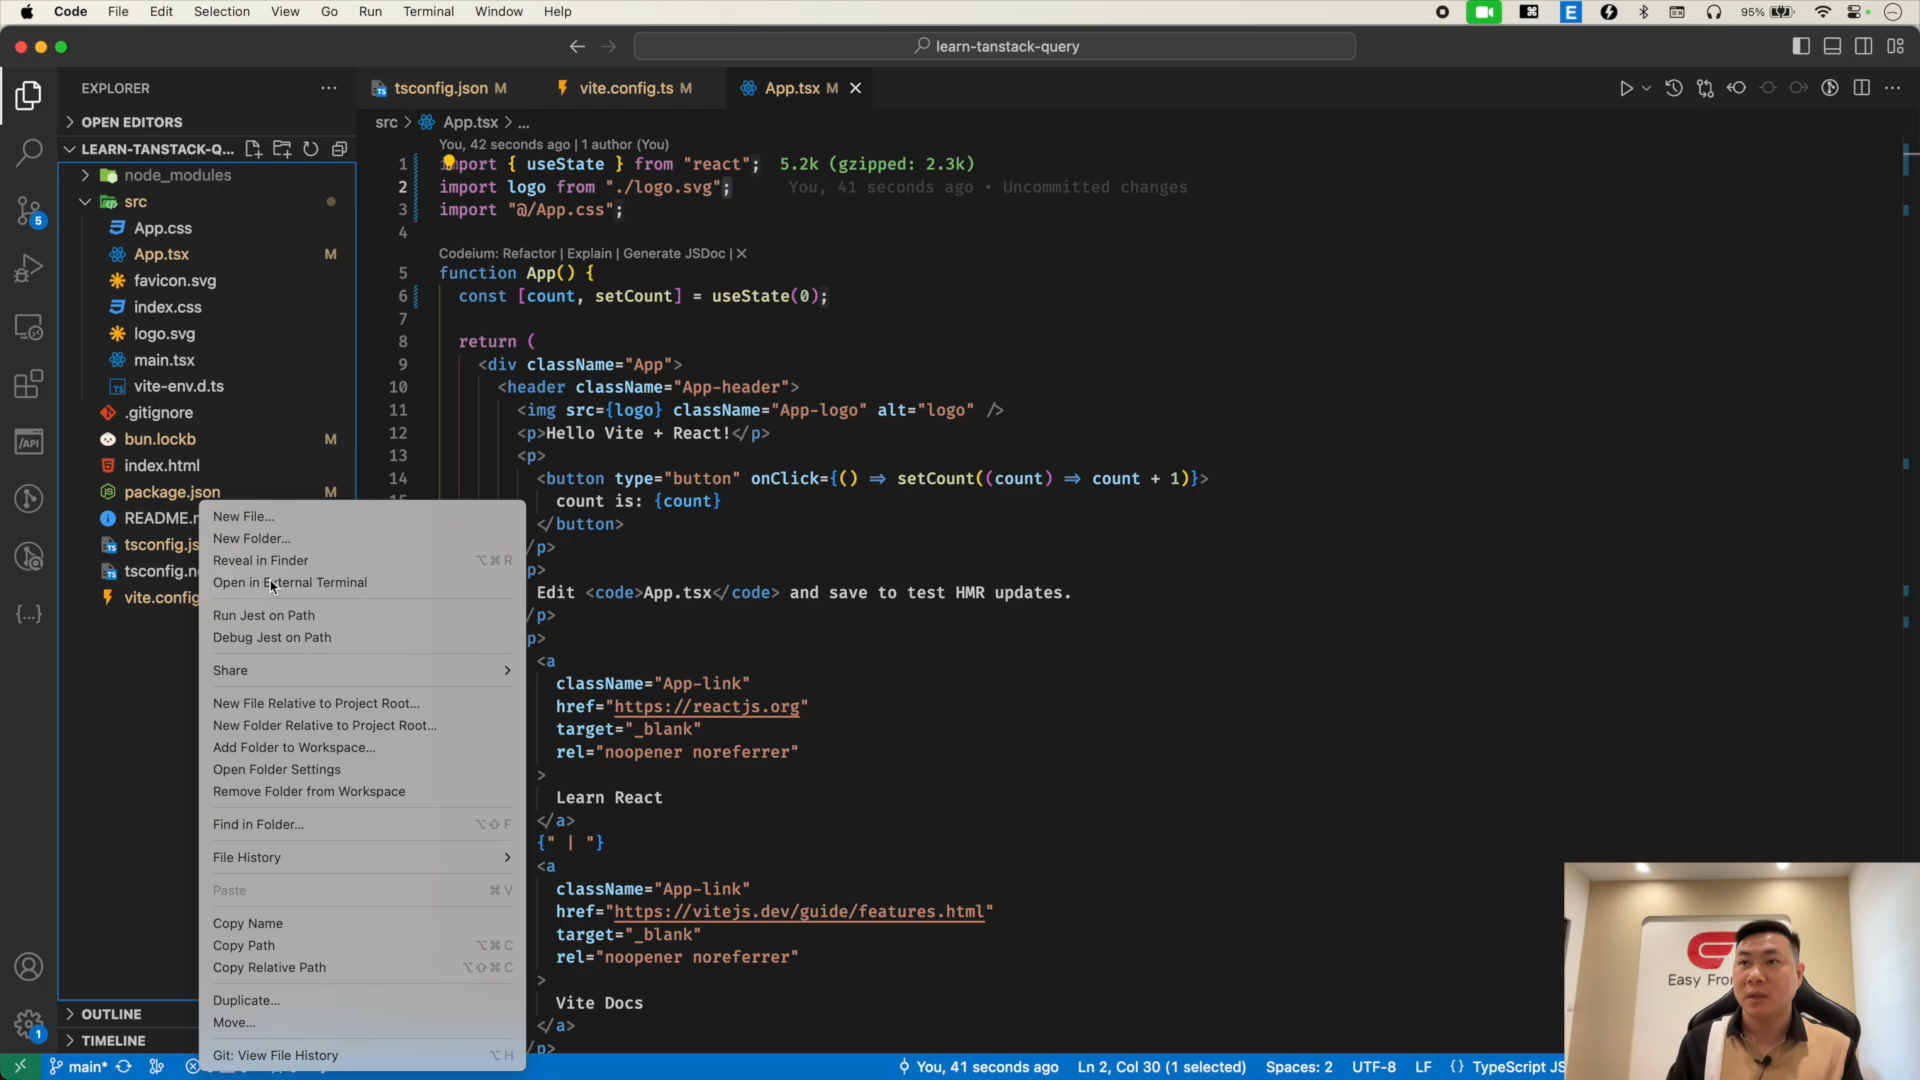 Code File Edit Selection View Go Run Terminal Window Help
E 95%
learn-tanstack-query
EXPLORER
tsconfig.json M
vite.config.ts M
App.tsx M
OPEN EDITORS
src > App.tsx > ...
LEARN-TANSTACK-Q...
You, 42 seconds ago | 1 author (You)
node_modules
src
App.css
App.tsx M
favicon.svg
index.css
logo.svg
main.tsx
vite-env.d.ts
.gitignore
bun.lockb M
index.html
package.json M
README.
tsconfig.js
tsconfig.n
vite.config
1 import { useState } from "react"; 5.2k (gzipped: 2.3k)
2 import logo from "./logo.svg"; You, 41 seconds ago • Uncommitted changes
3 import "@/App.css";
4
Codeium: Refactor | Explain | Generate JSDoc | X
5 function App() {
6 const [count, setCount] = useState(0);
7
8 return (
9 <div className="App">
10 <header className="App-header">
11 <img src={logo} className="App-logo" alt="logo" />
12 <p>Hello Vite + React!</p>
13 <p>
14 <button type="button" onClick={() => setCount((count) => count + 1)}>
count is: {count}
</button>
/p>
p>
Edit <code>App.tsx</code> and save to test HMR updates.
/p>
p>
<a
className="App-link"
href="https://reactjs.org"
target="_blank"
rel="noopener noreferrer"
>
Learn React
</a>
{" | "}
<a
className="App-link"
href="https://vitejs.dev/guide/features.html"
target="_blank"
rel="noopener noreferrer"
>
Vite Docs
</a>
/p>
New File...
New Folder...
Reveal in Finder ⌥⌘R
Open in External Terminal
Run Jest on Path
Debug Jest on Path
Share
New File Relative to Project Root...
New Folder Relative to Project Root...
Add Folder to Workspace...
Open Folder Settings
Remove Folder from Workspace
Find in Folder... ⌥⇧F
File History
Paste ⌘V
Copy Name
Copy Path ⌥⌘C
Copy Relative Path ⌥⇧⌘C
Duplicate...
Move...
Git: View File History ⌥H
5
/API
{...}
1
OUTLINE
TIMELINE
Easy Fro
main*
You, 41 seconds ago Ln 2, Col 30 (1 selected) Spaces: 2 UTF-8 LF {} TypeScript JS